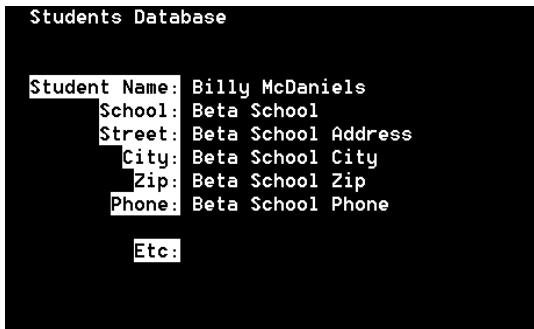 Students Database
Student Name: Billy McDaniels
School: Beta School
Street: Beta School Address
City: Beta School City
Zip: Beta School Zip
Phone: Beta School Phone
Etc: